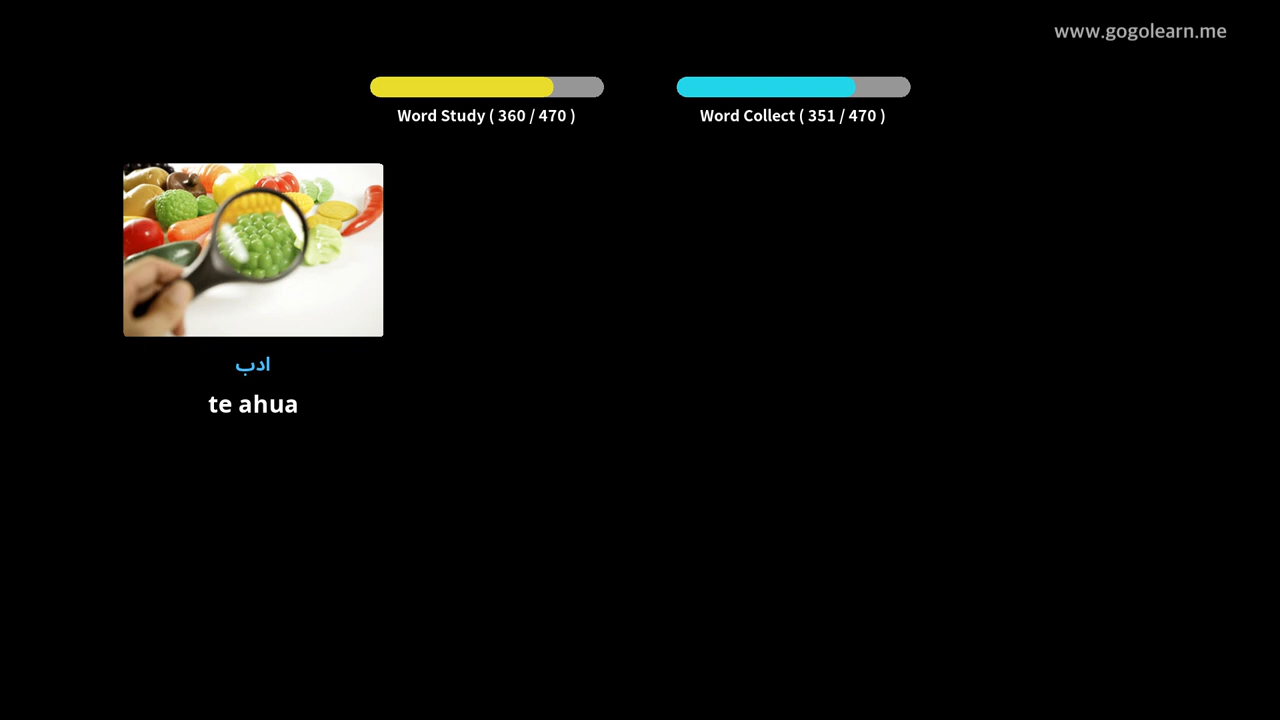 www.gogolearn.me
Word Study ( 360 / 470 )
Word Collect ( 351 / 470 )
ادب
te ahua